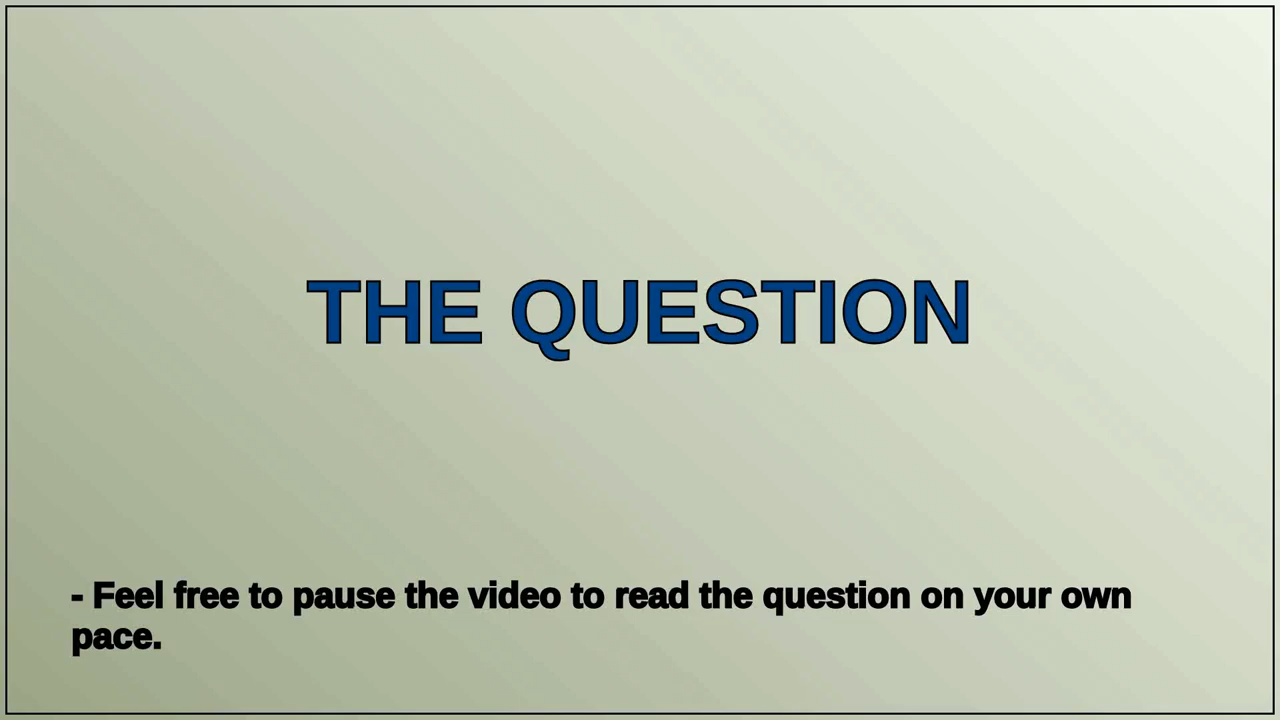 THE QUESTION
- Feel free to pause the video to read the question on your own
pace.